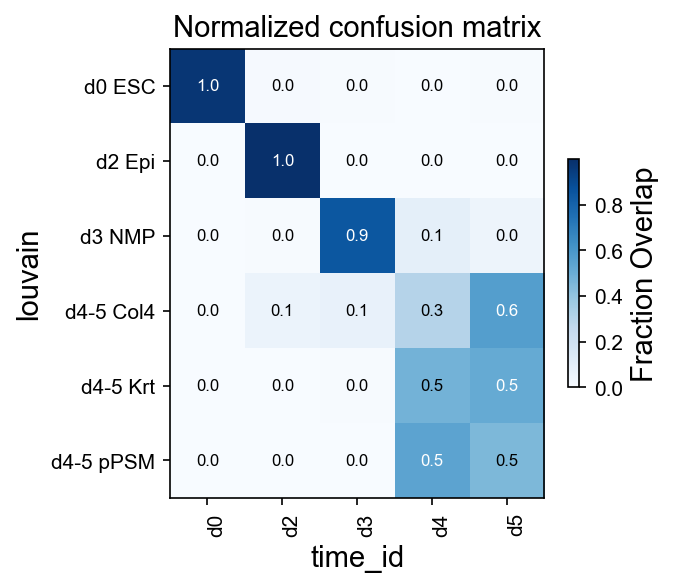 Normalized confusion matrix
d0 ESC 1.0 0.0 0.0 0.0 0.0
d2 Epi 0.0 1.0 0.0 0.0 0.0
d3 NMP 0.0 0.0 0.9 0.1 0.0
d4-5 Col4 0.0 0.1 0.1 0.3 0.6
d4-5 Krt 0.0 0.0 0.0 0.5 0.5
d4-5 pPSM 0.0 0.0 0.0 0.5 0.5
louvain
d0 d2 d3 d4 d5
time_id
0.8
0.6
0.4
0.2
0.0
Fraction Overlap